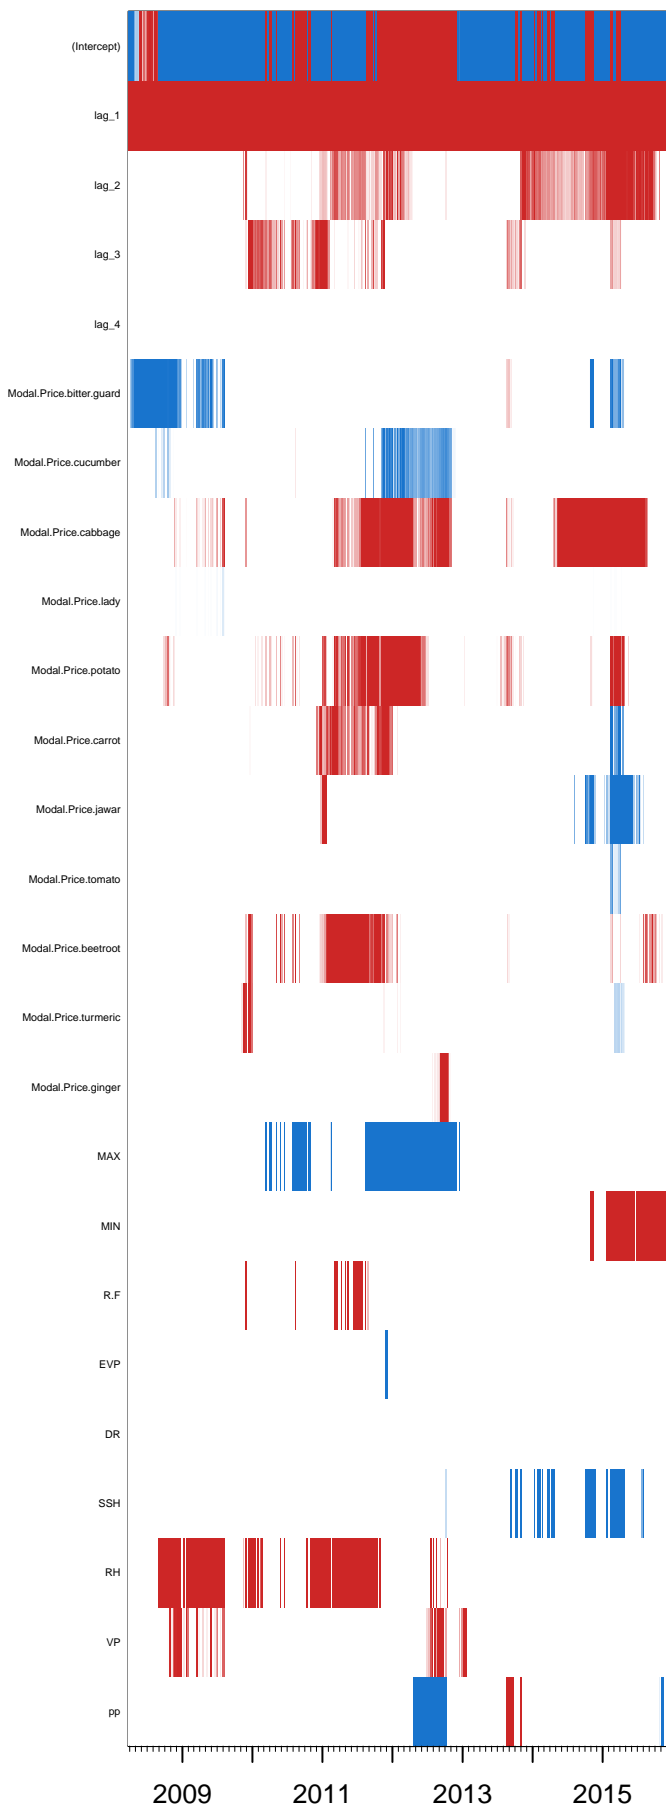 (Intercept)
lag_1
lag_2
lag_3
lag_4
Modal.Price.bitter.guard
Modal.Price.cucumber
Modal.Price.cabbage
Modal.Price.lady
Modal.Price.potato
Modal.Price.carrot
Modal.Price.jawar
Modal.Price.tomato
Modal.Price.beetroot
Modal.Price.turmeric
Modal.Price.ginger
MAX
MIN
R.F
EVP
DR
SSH
RH
VP
pp
2009 2011 2013 2015